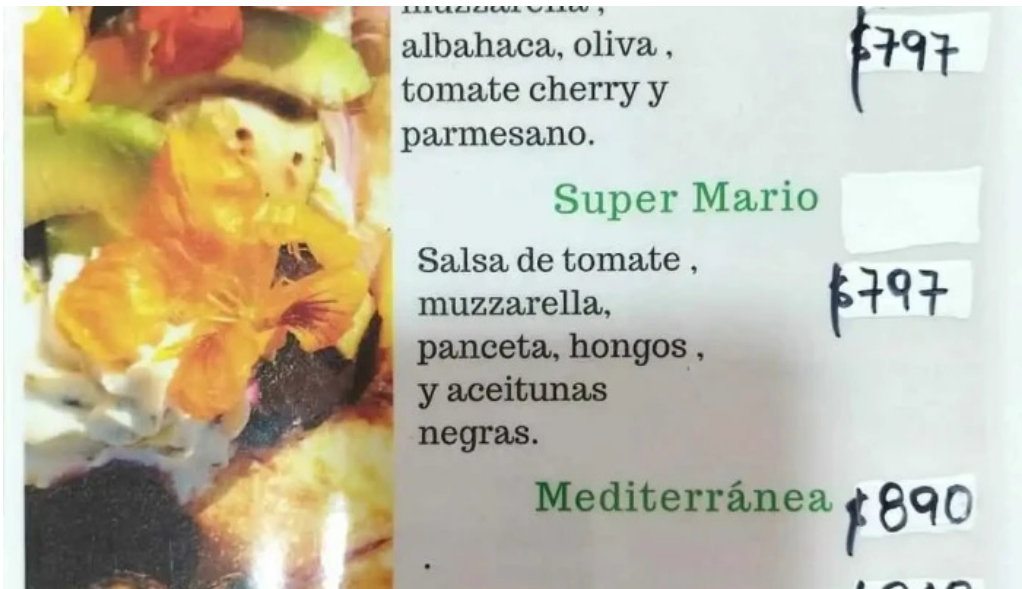 muzzarella ,
albahaca, oliva , $797
tomate cherry y
parmesano.
Super Mario
Salsa de tomate ,
muzzarella, $797
panceta, hongos ,
y aceitunas
negras.
Mediterránea $890
.